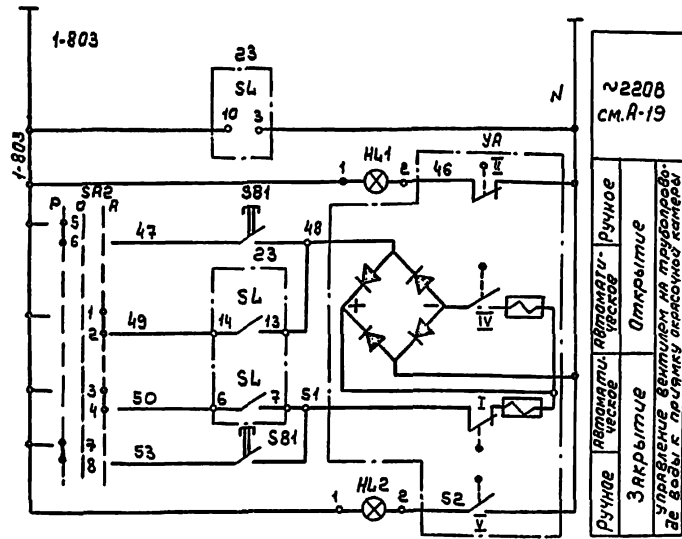 1-803
23
SL
10 3
N
~220В
см.А-19
1-803
HL1
УА
1 2 46 II
SA2
Р О А
SB1
5
6 47 48
23
SL
1
2 49 14 13
+ −
IV
SL
3
4 50 6 7 51 I
SB1
7
8 53
HL2
1 2 52 V
Ручное
Автомати-
ческое
Открытие
Автомати-
ческое
Ручное
Закрытие
Управление вентилем на трубопрово-
де воды к приямку окрасочной камеры